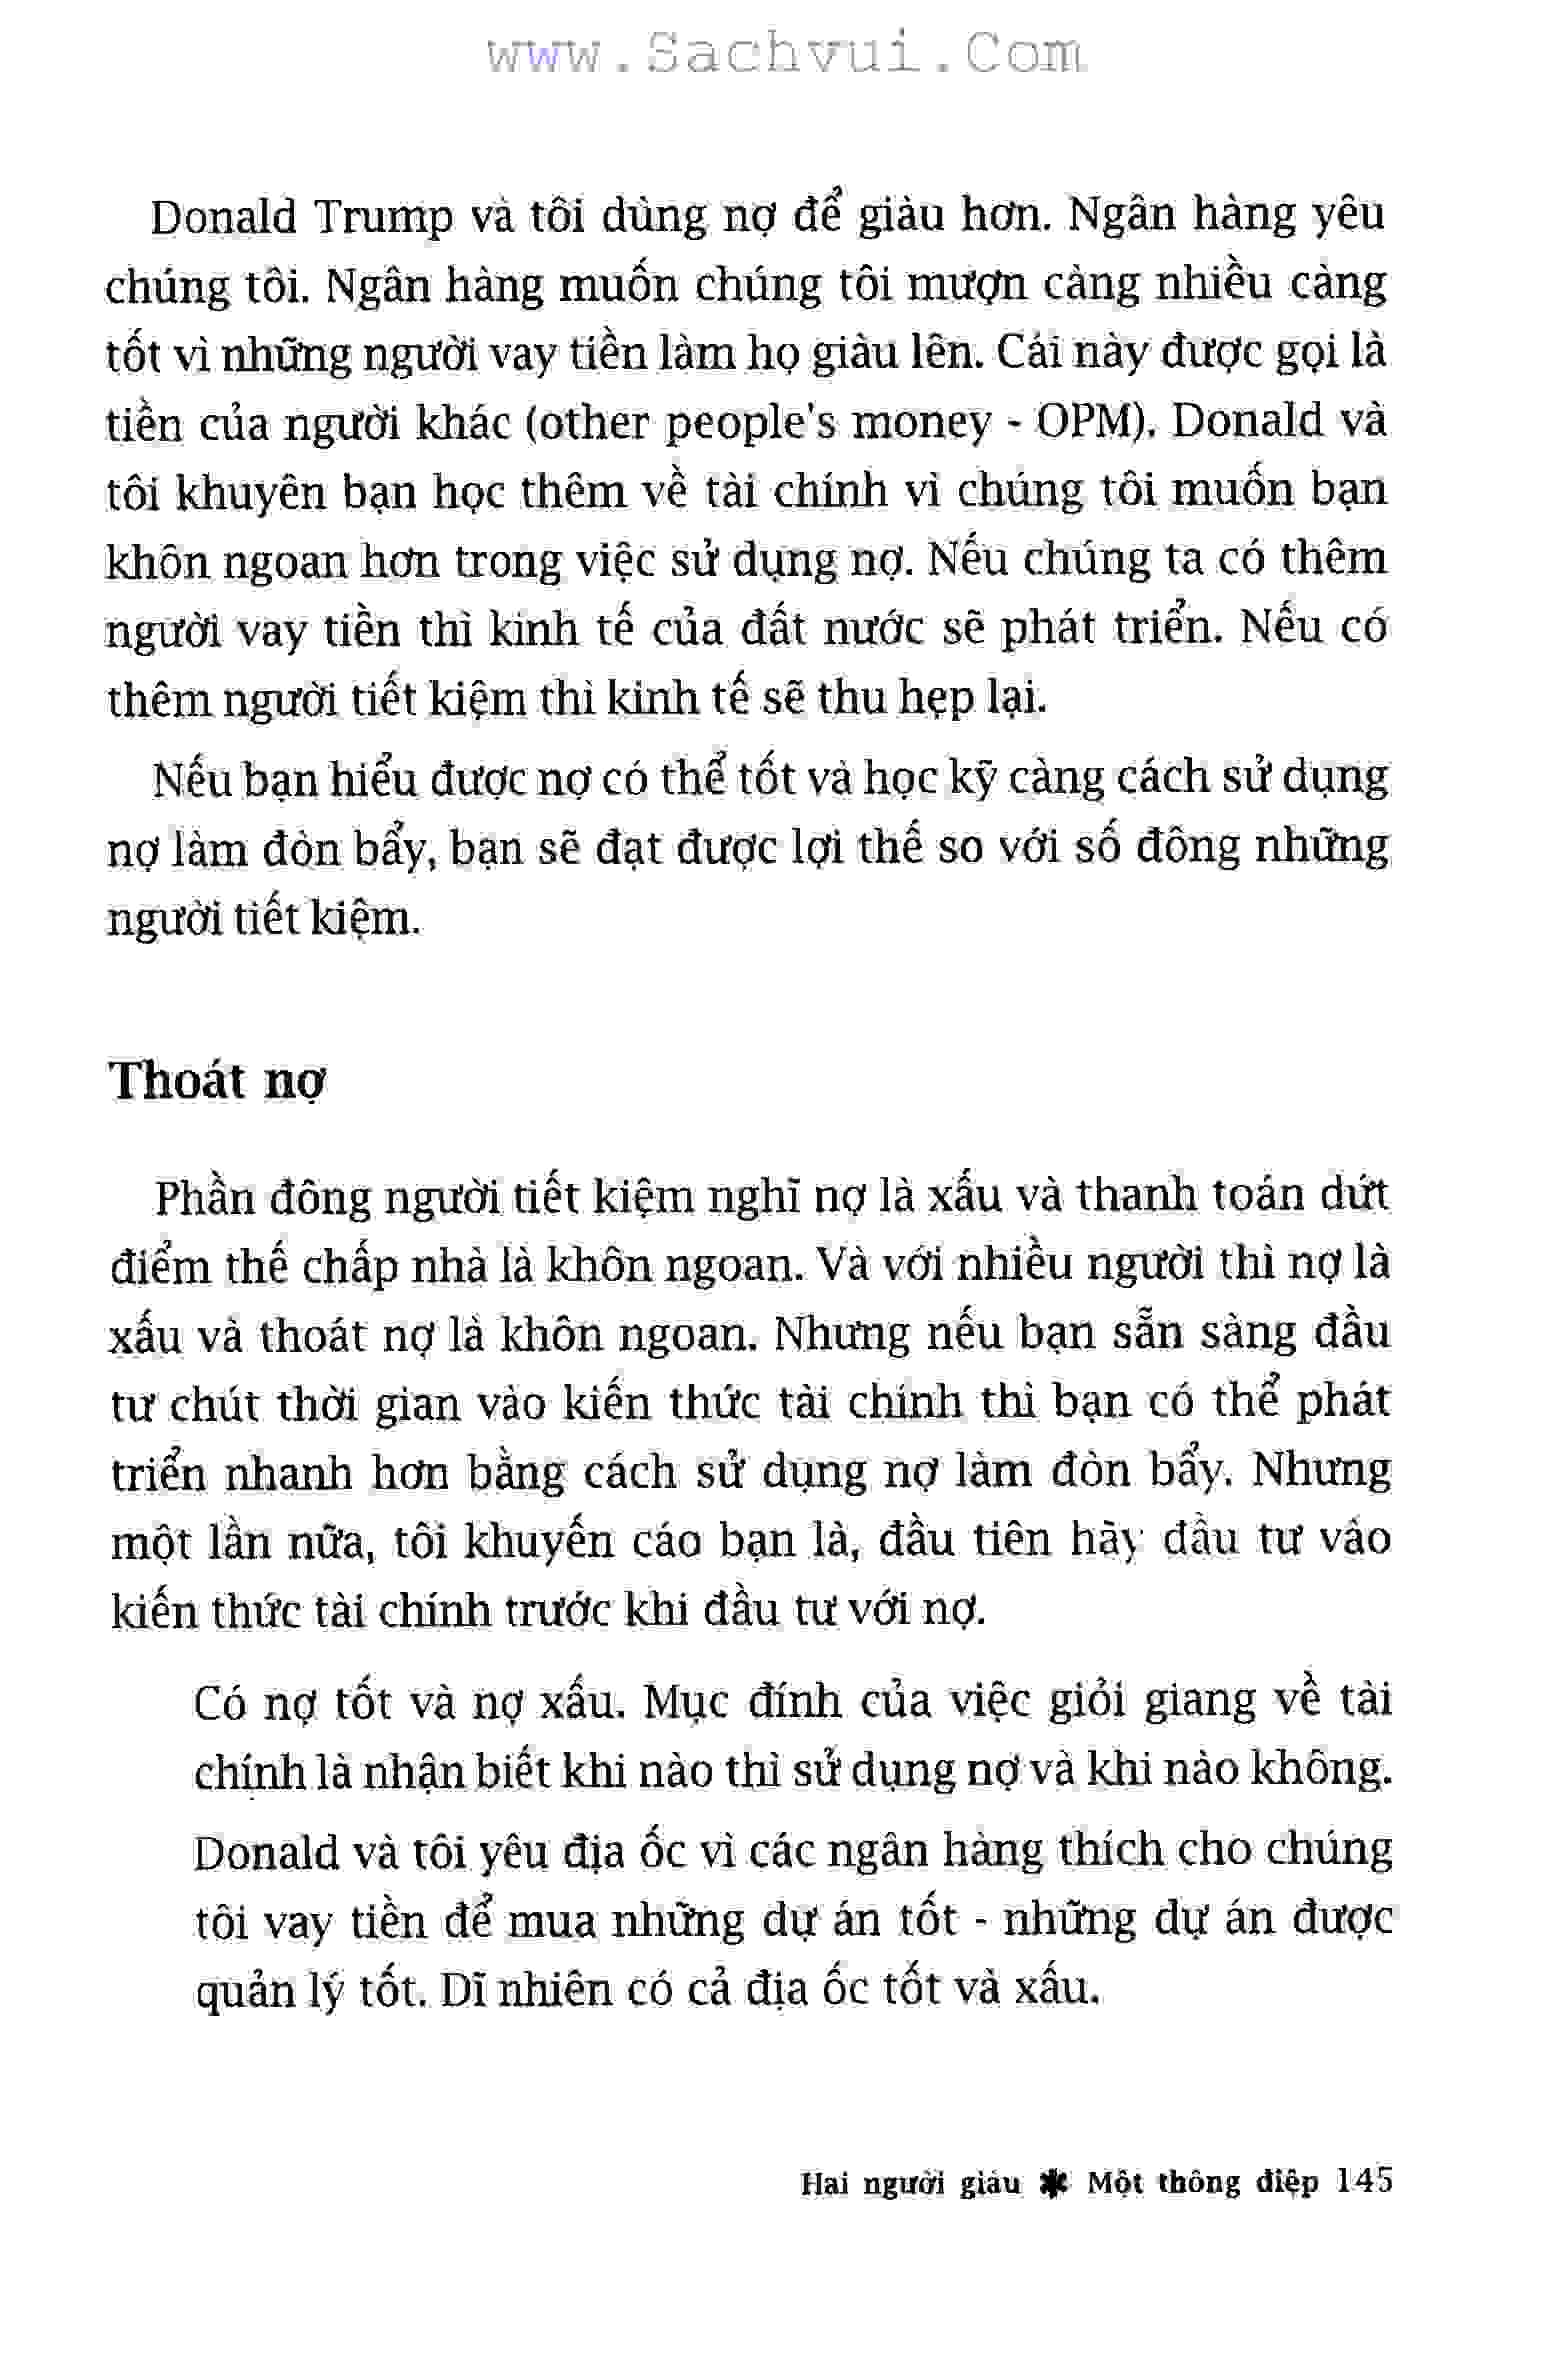 www.Sachvui.Com
Donald Trump và tôi dùng nợ để giàu hơn. Ngân hàng yêu
chúng tôi. Ngân hàng muốn chúng tôi mượn càng nhiều càng
tốt vì những người vay tiền làm họ giàu lên. Cái này được gọi là
tiền của người khác (other people's money - OPM). Donald và
tôi khuyên bạn học thêm về tài chính vì chúng tôi muốn bạn
khôn ngoan hơn trong việc sử dụng nợ. Nếu chúng ta có thêm
người vay tiền thì kinh tế của đất nước sẽ phát triển. Nếu có
thêm người tiết kiệm thì kinh tế sẽ thu hẹp lại.
Nếu bạn hiểu được nợ có thể tốt và học kỹ càng cách sử dụng
nợ làm đòn bẩy, bạn sẽ đạt được lợi thế so với số đông những
người tiết kiệm.
Thoát nợ
Phần đông người tiết kiệm nghĩ nợ là xấu và thanh toán dứt
điểm thế chấp nhà là khôn ngoan. Và với nhiều người thì nợ là
xấu và thoát nợ là khôn ngoan. Nhưng nếu bạn sẵn sàng đầu
tư chút thời gian vào kiến thức tài chính thì bạn có thể phát
triển nhanh hơn bằng cách sử dụng nợ làm đòn bẩy. Nhưng
một lần nữa, tôi khuyến cáo bạn là, đầu tiên hãy đầu tư vào
kiến thức tài chính trước khi đầu tư với nợ.
Có nợ tốt và nợ xấu. Mục đính của việc giỏi giang về tài
chính là nhận biết khi nào thì sử dụng nợ và khi nào không.
Donald và tôi yêu địa ốc vì các ngân hàng thích cho chúng
tôi vay tiền để mua những dự án tốt - những dự án được
quản lý tốt. Dĩ nhiên có cả địa ốc tốt và xấu.
Hai người giàu ✱ Một thông điệp 145